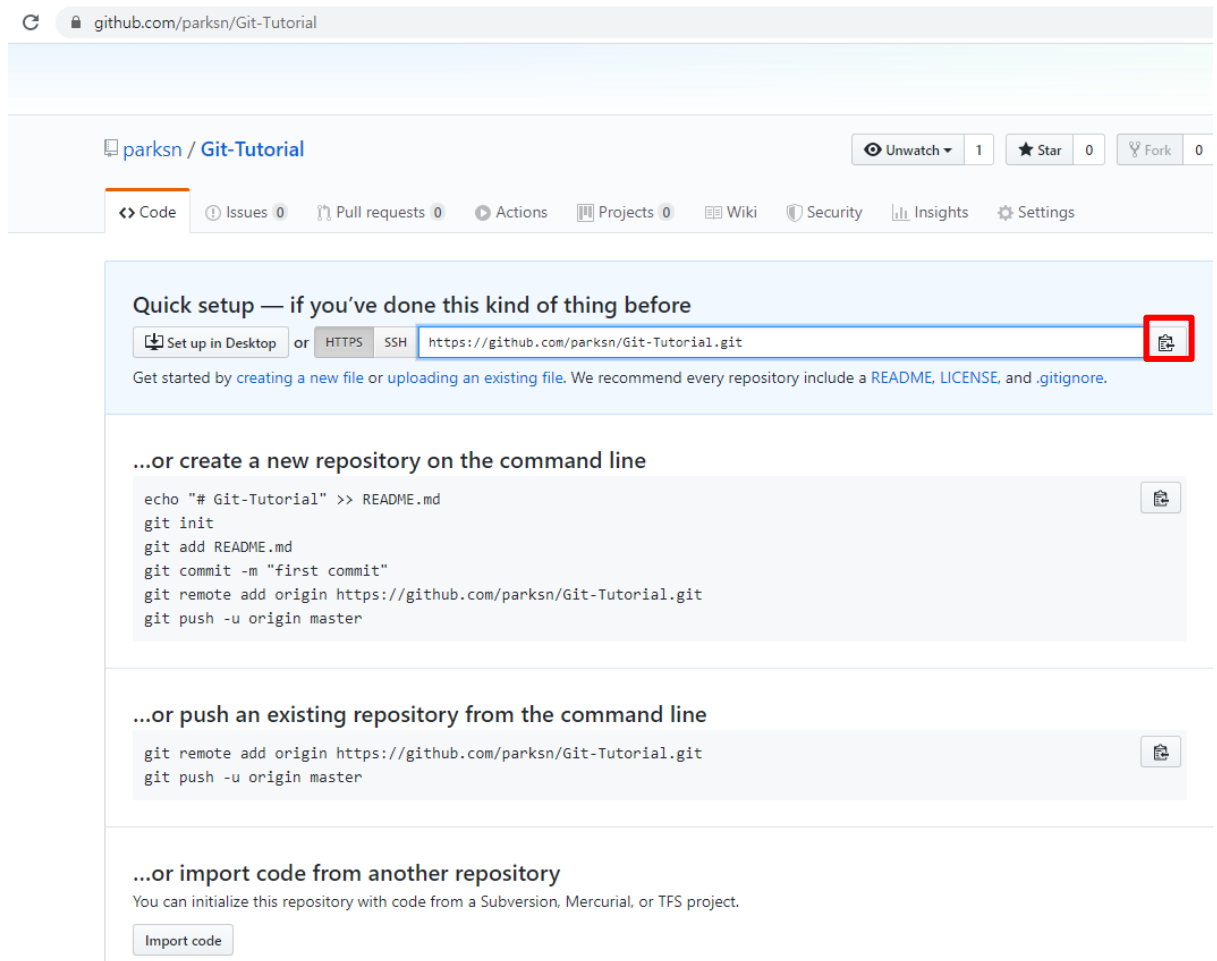 github.com/parksn/Git-Tutorial
parksn / Git-Tutorial
Unwatch 1 Star 0 Fork 0
Code Issues 0 Pull requests 0 Actions Projects 0 Wiki Security Insights Settings
Quick setup — if you’ve done this kind of thing before
Set up in Desktop or HTTPS SSH https://github.com/parksn/Git-Tutorial.git
Get started by creating a new file or uploading an existing file. We recommend every repository include a README, LICENSE, and .gitignore.
…or create a new repository on the command line
echo "# Git-Tutorial" >> README.md
git init
git add README.md
git commit -m "first commit"
git remote add origin https://github.com/parksn/Git-Tutorial.git
git push -u origin master
…or push an existing repository from the command line
git remote add origin https://github.com/parksn/Git-Tutorial.git
git push -u origin master
…or import code from another repository
You can initialize this repository with code from a Subversion, Mercurial, or TFS project.
Import code